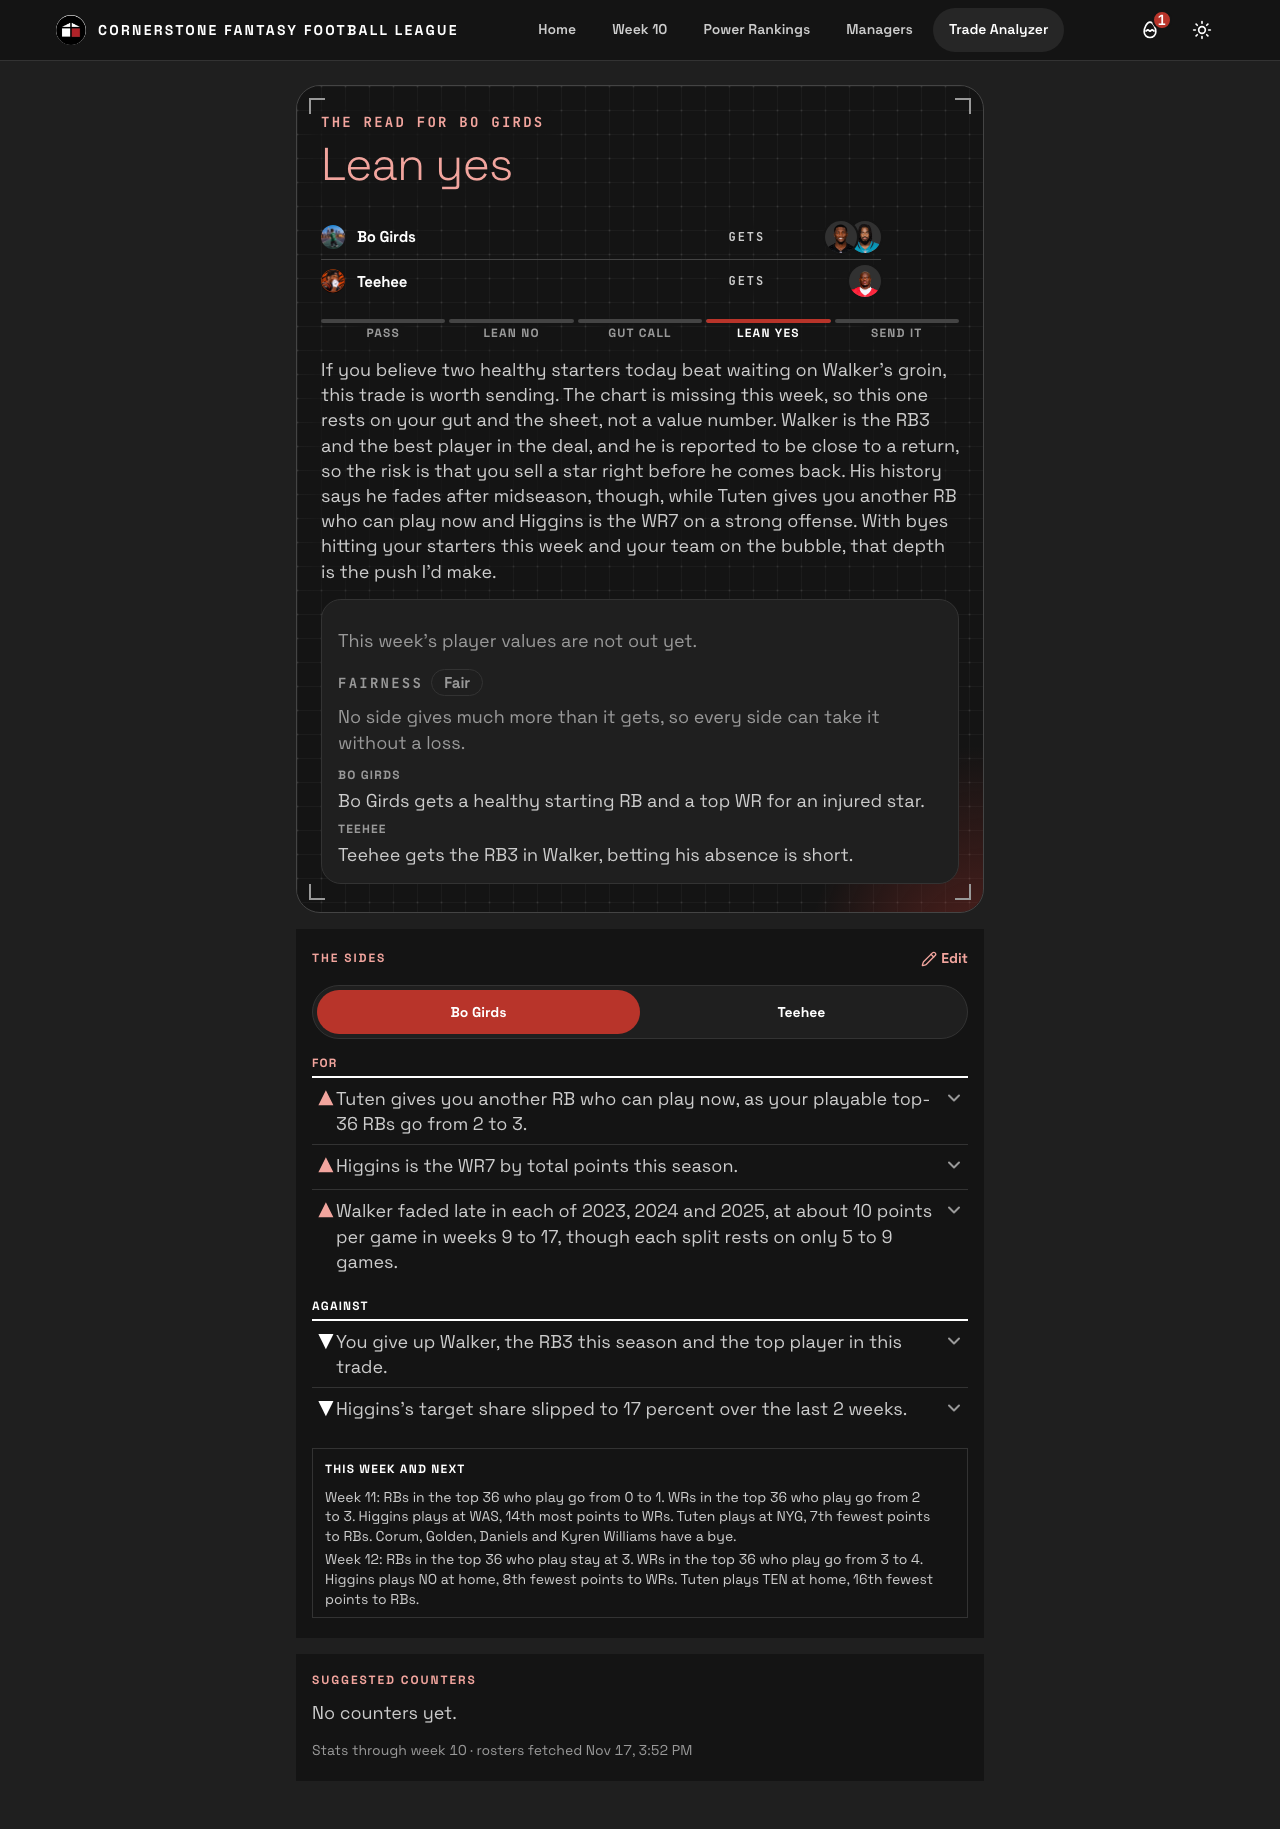 CORNERSTONE FANTASY FOOTBALL LEAGUE
Home
Week 10
Power Rankings
Managers
Trade Analyzer
1
THE READ FOR BO GIRDS
Lean yes
Bo Girds
GETS
Teehee
GETS
PASS
LEAN NO
GUT CALL
LEAN YES
SEND IT
If you believe two healthy starters today beat waiting on Walker's groin,
this trade is worth sending. The chart is missing this week, so this one
rests on your gut and the sheet, not a value number. Walker is the RB3
and the best player in the deal, and he is reported to be close to a return,
so the risk is that you sell a star right before he comes back. His history
says he fades after midseason, though, while Tuten gives you another RB
who can play now and Higgins is the WR7 on a strong offense. With byes
hitting your starters this week and your team on the bubble, that depth
is the push I'd make.
This week's player values are not out yet.
FAIRNESS
Fair
No side gives much more than it gets, so every side can take it
without a loss.
BO GIRDS
Bo Girds gets a healthy starting RB and a top WR for an injured star.
TEEHEE
Teehee gets the RB3 in Walker, betting his absence is short.
THE SIDES
Edit
Bo Girds
Teehee
FOR
Tuten gives you another RB who can play now, as your playable top-
36 RBs go from 2 to 3.
Higgins is the WR7 by total points this season.
Walker faded late in each of 2023, 2024 and 2025, at about 10 points
per game in weeks 9 to 17, though each split rests on only 5 to 9
games.
AGAINST
You give up Walker, the RB3 this season and the top player in this
trade.
Higgins's target share slipped to 17 percent over the last 2 weeks.
THIS WEEK AND NEXT
Week 11: RBs in the top 36 who play go from 0 to 1. WRs in the top 36 who play go from 2
to 3. Higgins plays at WAS, 14th most points to WRs. Tuten plays at NYG, 7th fewest points
to RBs. Corum, Golden, Daniels and Kyren Williams have a bye.
Week 12: RBs in the top 36 who play stay at 3. WRs in the top 36 who play go from 3 to 4.
Higgins plays NO at home, 8th fewest points to WRs. Tuten plays TEN at home, 16th fewest
points to RBs.
SUGGESTED COUNTERS
No counters yet.
Stats through week 10 · rosters fetched Nov 17, 3:52 PM